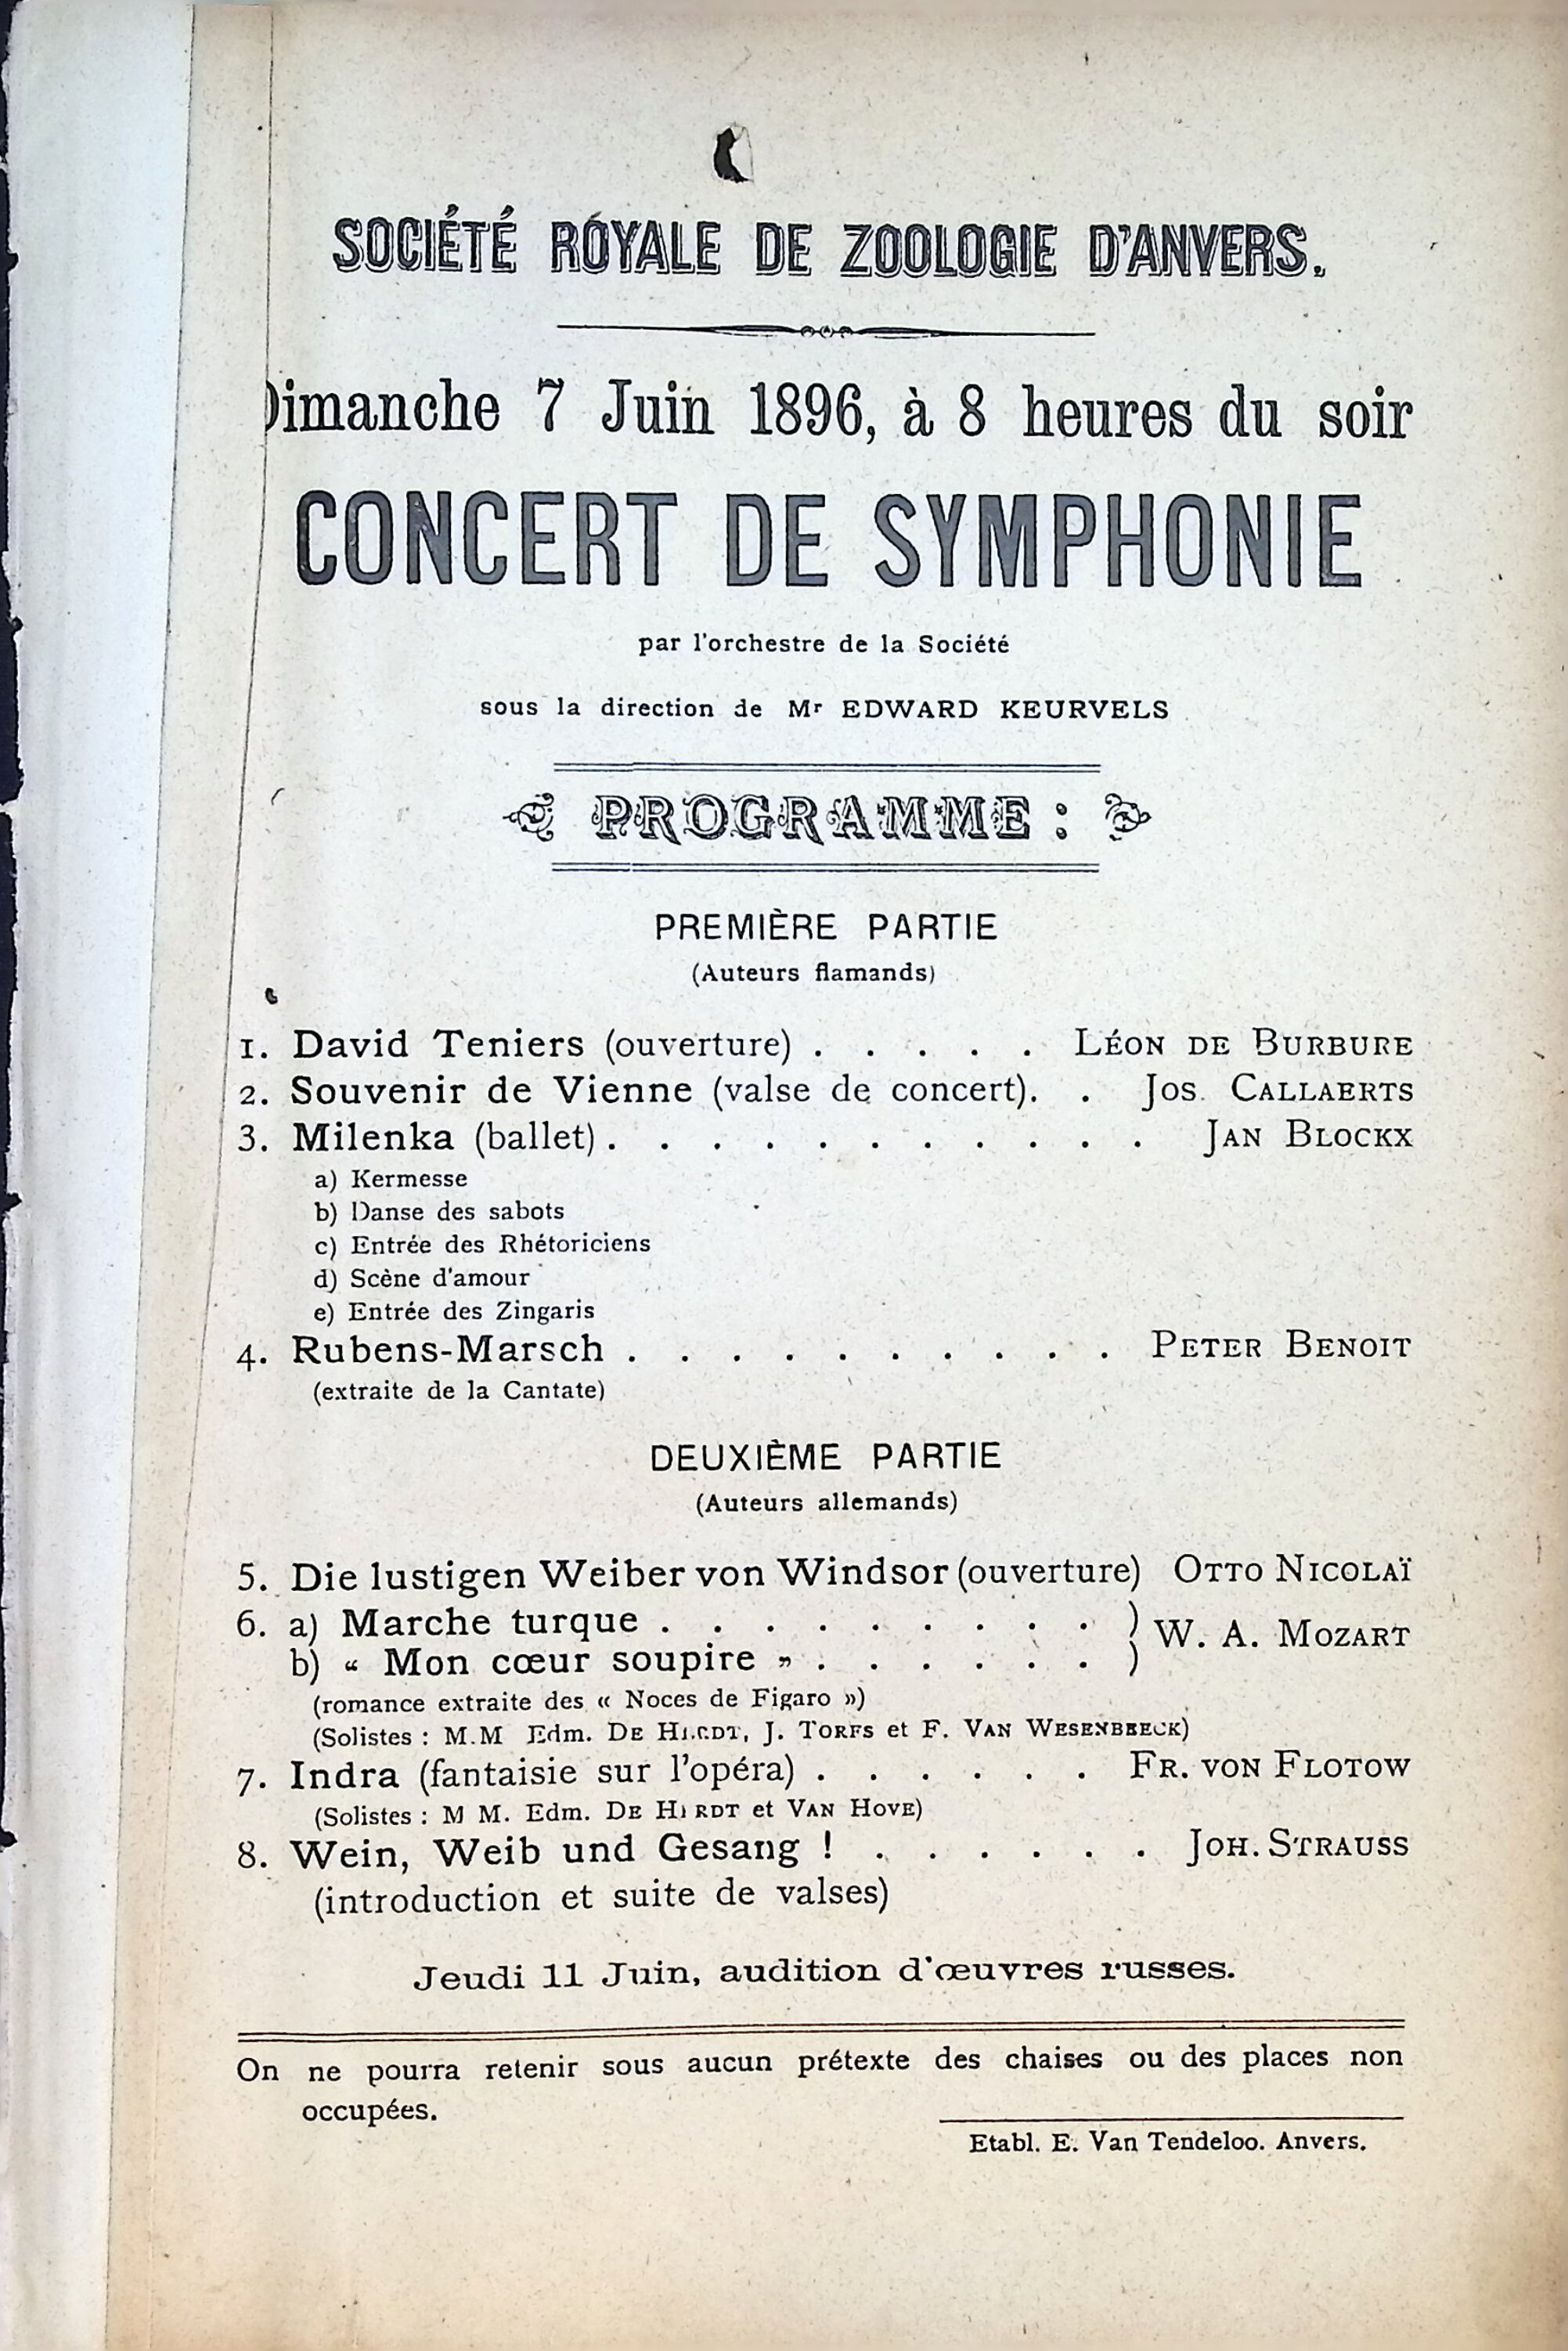 SOCIÉTÉ ROYALE DE ZOOLOGIE D'ANVERS.
Dimanche 7 Juin 1896, à 8 heures du soir
CONCERT DE SYMPHONIE
par l'orchestre de la Société
sous la direction de Mr EDWARD KEURVELS
PROGRAMME :
PREMIÈRE PARTIE
(Auteurs flamands)
1. David Teniers (ouverture) . . . . . LÉON DE BURBURE
2. Souvenir de Vienne (valse de concert). . JOS. CALLAERTS
3. Milenka (ballet) . . . . . . . . . . . JAN BLOCKX
a) Kermesse
b) Danse des sabots
c) Entrée des Rhétoriciens
d) Scène d'amour
e) Entrée des Zingaris
4. Rubens-Marsch . . . . . . . . . . PETER BENOIT
(extraite de la Cantate)
DEUXIÈME PARTIE
(Auteurs allemands)
5. Die lustigen Weiber von Windsor (ouverture) OTTO NICOLAÏ
6. a) Marche turque . . . . . . . . . } W. A. MOZART
b) « Mon cœur soupire » . . . . . . }
(romance extraite des « Noces de Figaro »)
(Solistes : M.M Edm. DE HERDT, J. TORFS et F. VAN WESENBEECK)
7. Indra (fantaisie sur l'opéra) . . . . . . FR. VON FLOTOW
(Solistes : M M. Edm. DE HERDT et VAN HOVE)
8. Wein, Weib und Gesang ! . . . . . . JOH. STRAUSS
(introduction et suite de valses)
Jeudi 11 Juin, audition d'œuvres russes.
On ne pourra retenir sous aucun prétexte des chaises ou des places non
occupées.
Etabl. E. Van Tendeloo. Anvers.